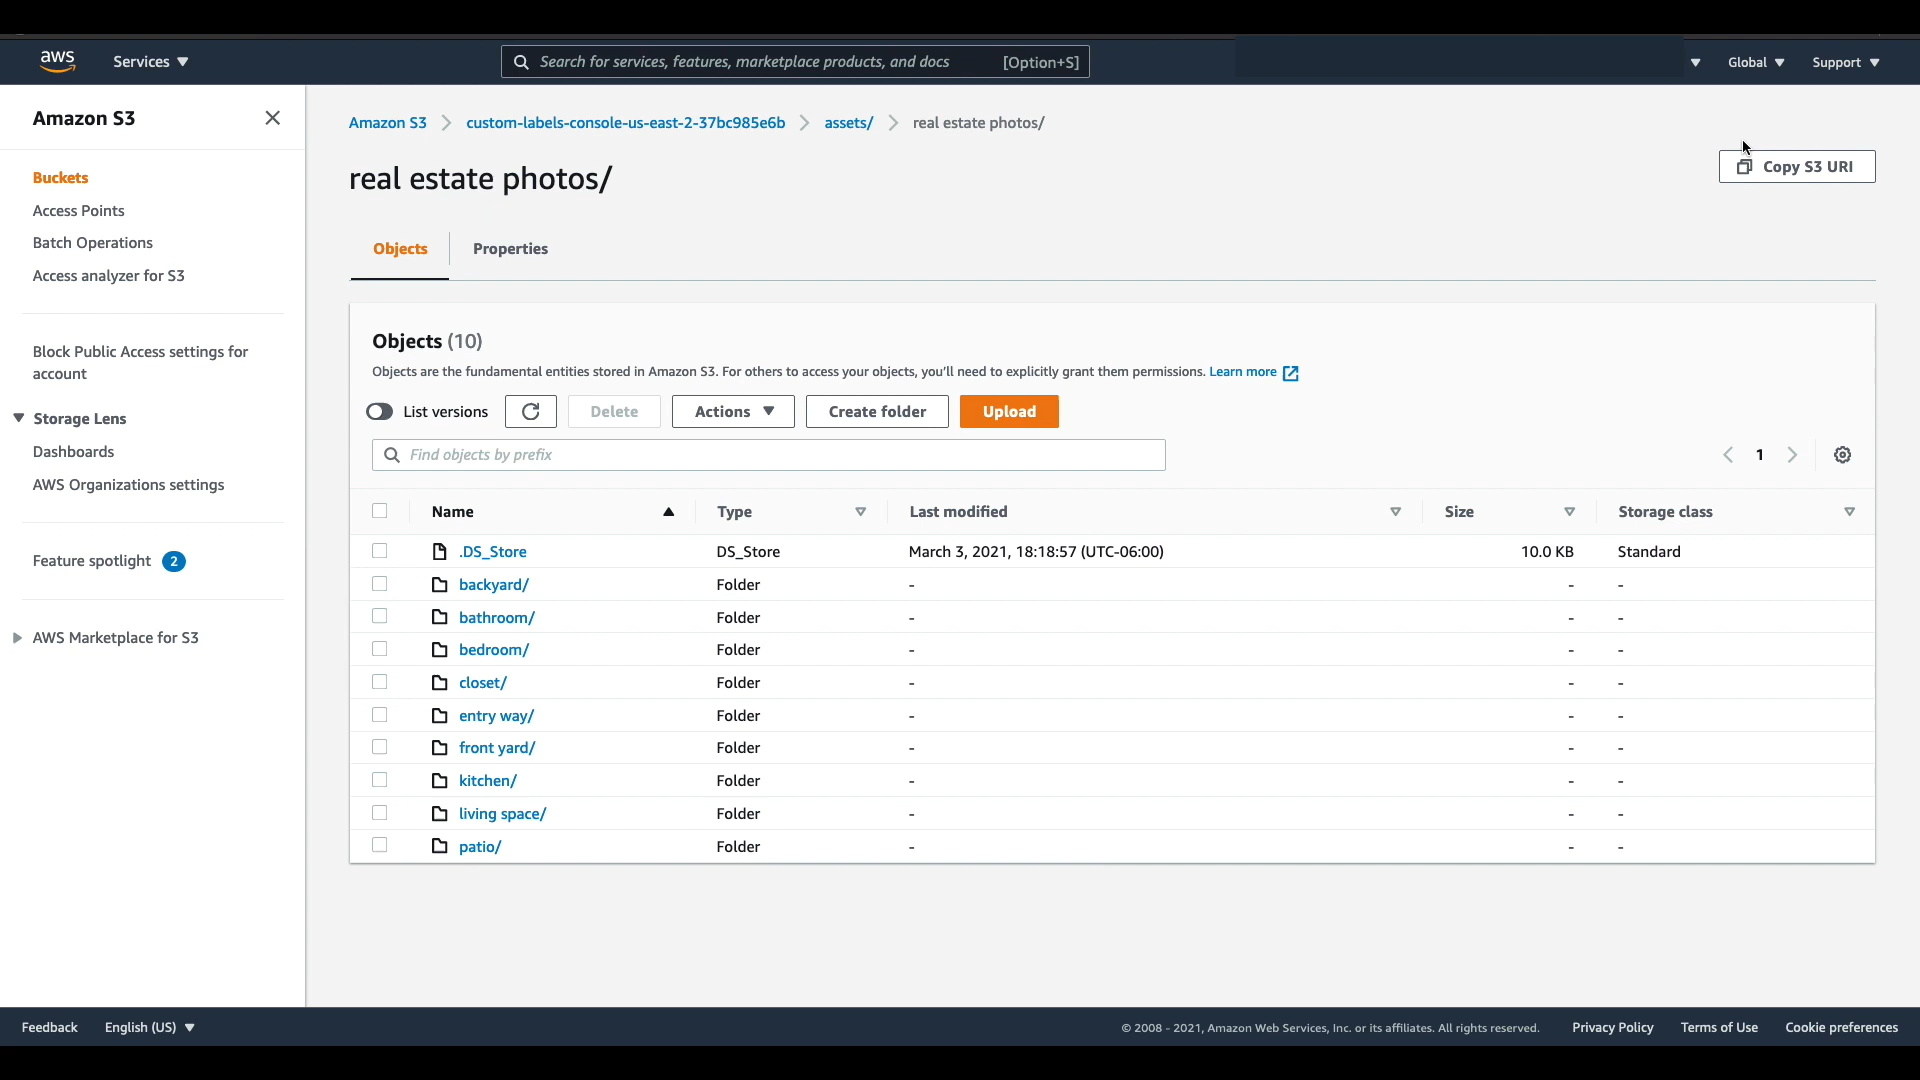 aws
Services
Search for services, features, marketplace products, and docs [Option+S]
Global
Support
Amazon S3
Buckets
Access Points
Batch Operations
Access analyzer for S3
Block Public Access settings for
account
Storage Lens
Dashboards
AWS Organizations settings
Feature spotlight 2
AWS Marketplace for S3
Amazon S3 custom-labels-console-us-east-2-37bc985e6b assets/ real estate photos/
real estate photos/
Copy S3 URI
Objects Properties
Objects (10)
Objects are the fundamental entities stored in Amazon S3. For others to access your objects, you'll need to explicitly grant them permissions. Learn more
List versions Delete Actions Create folder Upload
Find objects by prefix
1
Name Type Last modified Size Storage class
.DS_Store DS_Store March 3, 2021, 18:18:57 (UTC-06:00) 10.0 KB Standard
backyard/ Folder - - -
bathroom/ Folder - - -
bedroom/ Folder - - -
closet/ Folder - - -
entry way/ Folder - - -
front yard/ Folder - - -
kitchen/ Folder - - -
living space/ Folder - - -
patio/ Folder - - -
Feedback English (US) © 2008 - 2021, Amazon Web Services, Inc. or its affiliates. All rights reserved. Privacy Policy Terms of Use Cookie preferences